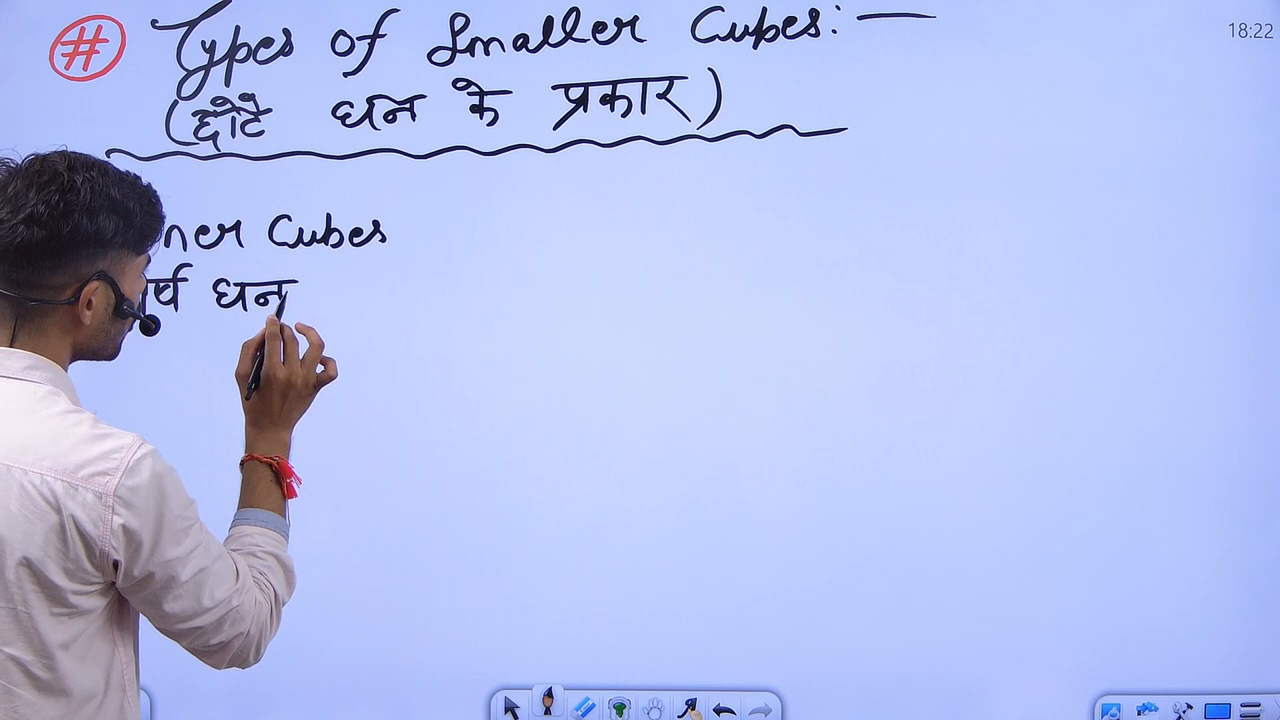 # Types of Smaller Cubes:—
(छोटे घन के प्रकार)
18:22
ner Cubes
र्ष घन